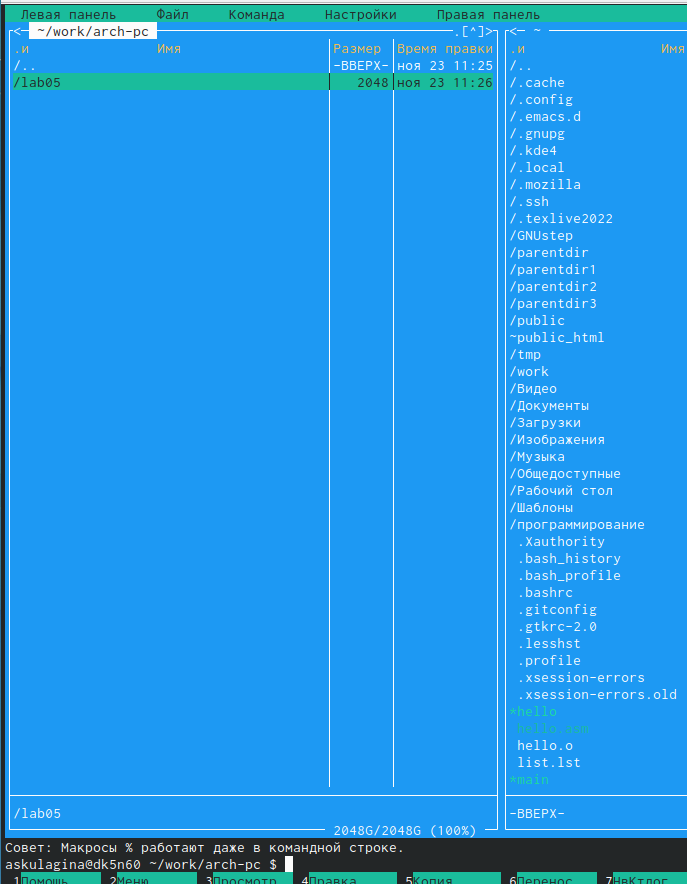 Левая панель Файл Команда Настройки Правая панель
<─ ~/work/arch-pc .[^]>
.и Имя Размер Время правки
/.. -ВВЕРХ- ноя 23 11:25
/lab05 2048 ноя 23 11:26
/lab05
2048G/2048G (100%)
<─ ~
.и Имя
/..
/.cache
/.config
/.emacs.d
/.gnupg
/.kde4
/.local
/.mozilla
/.ssh
/.texlive2022
/GNUstep
/parentdir
/parentdir1
/parentdir2
/parentdir3
/public
~public_html
/tmp
/work
/Видео
/Документы
/Загрузки
/Изображения
/Музыка
/Общедоступные
/Рабочий стол
/Шаблоны
/программирование
.Xauthority
.bash_history
.bash_profile
.bashrc
.gitconfig
.gtkrc-2.0
.lesshst
.profile
.xsession-errors
.xsession-errors.old
*hello
hello.asm
hello.o
list.lst
*main
-ВВЕРХ-
Совет: Макросы % работают даже в командной строке.
askulagina@dk5n60 ~/work/arch-pc $
1Помощь 2Меню 3Просмотр 4Правка 5Копия 6Перенос 7НвКтлог